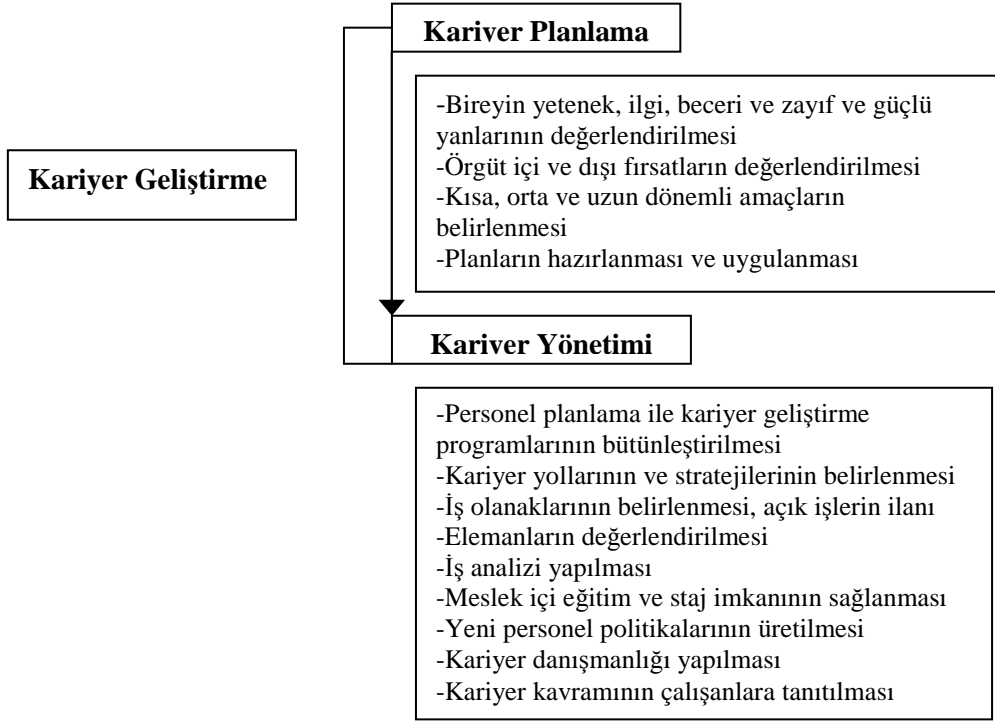 Kariver Planlama
-Bireyin yetenek, ilgi, beceri ve zayıf ve güçlü
yanlarının değerlendirilmesi
-Örgüt içi ve dışı fırsatların değerlendirilmesi
-Kısa, orta ve uzun dönemli amaçların
belirlenmesi
-Planların hazırlanması ve uygulanması
Kariyer Geliştirme
Kariver Yönetimi
-Personel planlama ile kariyer geliştirme
programlarının bütünleştirilmesi
-Kariyer yollarının ve stratejilerinin belirlenmesi
-İş olanaklarının belirlenmesi, açık işlerin ilanı
-Elemanların değerlendirilmesi
-İş analizi yapılması
-Meslek içi eğitim ve staj imkanının sağlanması
-Yeni personel politikalarının üretilmesi
-Kariyer danışmanlığı yapılması
-Kariyer kavramının çalışanlara tanıtılması